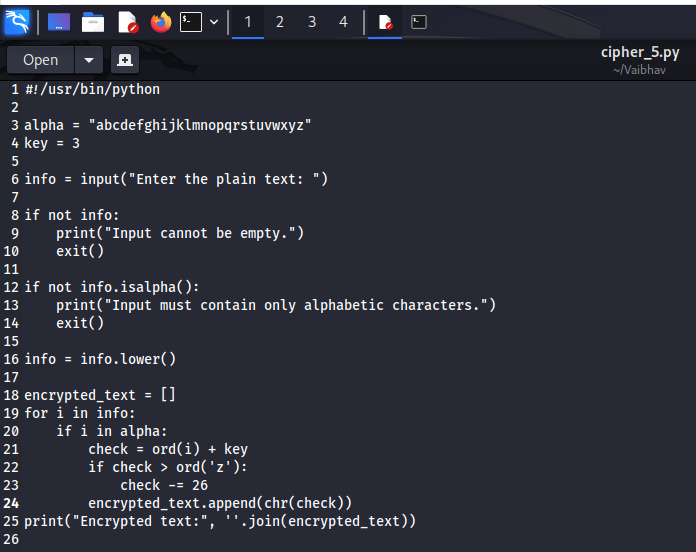 1 2 3 4
Open
cipher_5.py
~/Vaibhav
1 #!/usr/bin/python
2
3 alpha = "abcdefghijklmnopqrstuvwxyz"
4 key = 3
5
6 info = input("Enter the plain text: ")
7
8 if not info:
9     print("Input cannot be empty.")
10     exit()
11
12 if not info.isalpha():
13     print("Input must contain only alphabetic characters.")
14     exit()
15
16 info = info.lower()
17
18 encrypted_text = []
19 for i in info:
20     if i in alpha:
21         check = ord(i) + key
22         if check > ord('z'):
23             check -= 26
24         encrypted_text.append(chr(check))
25 print("Encrypted text:", ''.join(encrypted_text))
26